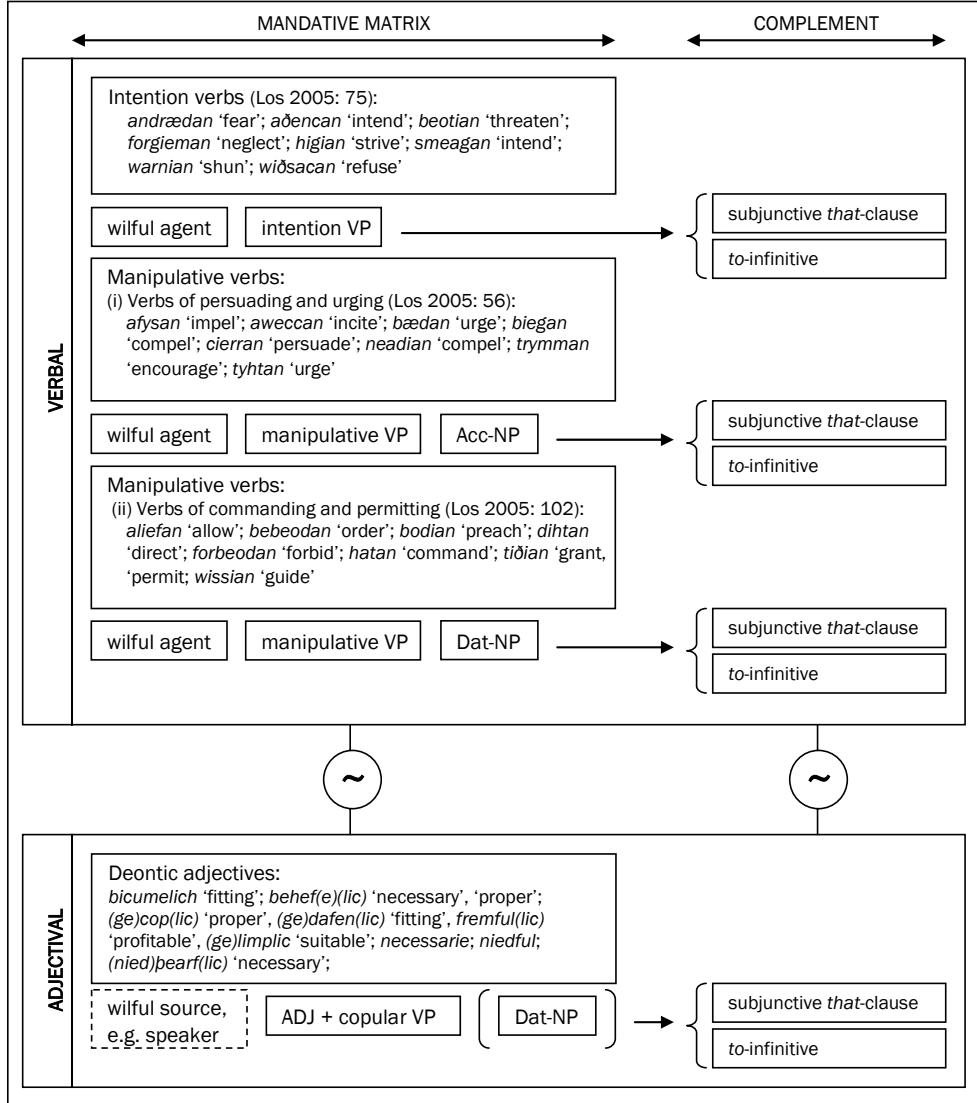 MANDATIVE MATRIX
COMPLEMENT
VERBAL
Intention verbs (Los 2005: 75):
andrædan ‘fear’; aðencan ‘intend’; beotian ‘threaten’;
forgieman ‘neglect’; higian ‘strive’; smeagan ‘intend’;
warnian ‘shun’; wiðsacan ‘refuse’
wilful agent
intention VP
subjunctive that-clause
to-infinitive
Manipulative verbs:
(i) Verbs of persuading and urging (Los 2005: 56):
afysan ‘impel’; aweccan ‘incite’; bædan ‘urge’; biegan
‘compel’; cierran ‘persuade’; neadian ‘compel’; trymman
‘encourage’; tyhtan ‘urge’
wilful agent
manipulative VP
Acc-NP
subjunctive that-clause
to-infinitive
Manipulative verbs:
(ii) Verbs of commanding and permitting (Los 2005: 102):
aliefan ‘allow’; bebeodan ‘order’; bodian ‘preach’; dihtan
‘direct’; forbeodan ‘forbid’; hatan ‘command’; tiðian ‘grant,
‘permit; wissian ‘guide’
wilful agent
manipulative VP
Dat-NP
subjunctive that-clause
to-infinitive
~
~
ADJECTIVAL
Deontic adjectives:
bicumelich ‘fitting’; behef(e)(lic) ‘necessary’, ‘proper’;
(ge)cop(lic) ‘proper’, (ge)dafen(lic) ‘fitting’, fremful(lic)
‘profitable’, (ge)limplic ‘suitable’; necessarie; niedful;
(nied)þearf(lic) ‘necessary’;
wilful source,
e.g. speaker
ADJ + copular VP
Dat-NP
subjunctive that-clause
to-infinitive